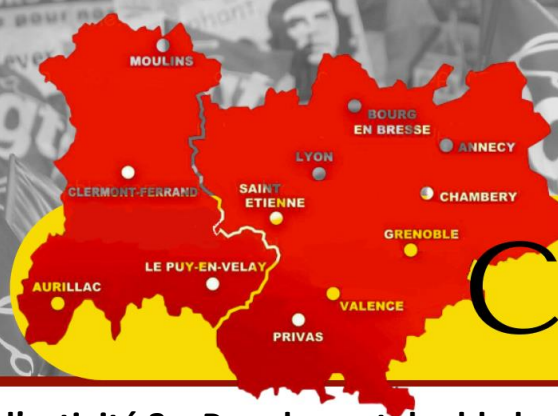 MOULINS
BOURG
EN BRESSE
ANNECY
LYON
CLERMONT-FERRAND
SAINT
ETIENNE
CHAMBERY
GRENOBLE
LE PUY-EN-VELAY
AURILLAC
VALENCE
PRIVAS
C